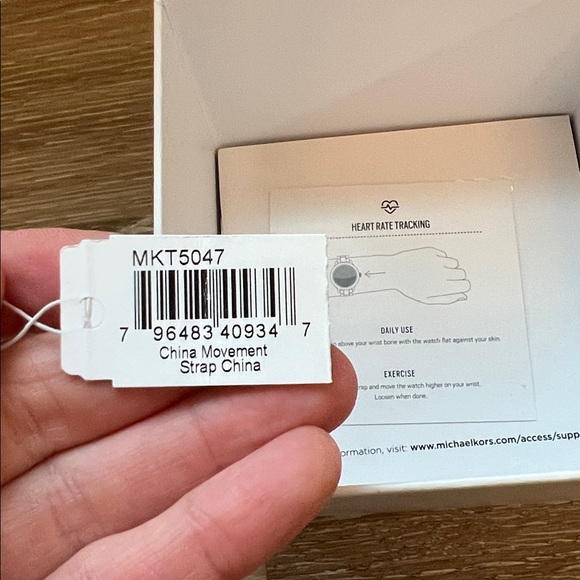 MKT5047
7 96483 40934 7
China Movement
Strap China
HEART RATE TRACKING
DAILY USE
above your wrist bone with the watch flat against your skin.
EXERCISE
and move the watch higher on your wrist.
Loosen when done.
visit: www.michaelkors.com/access/supp